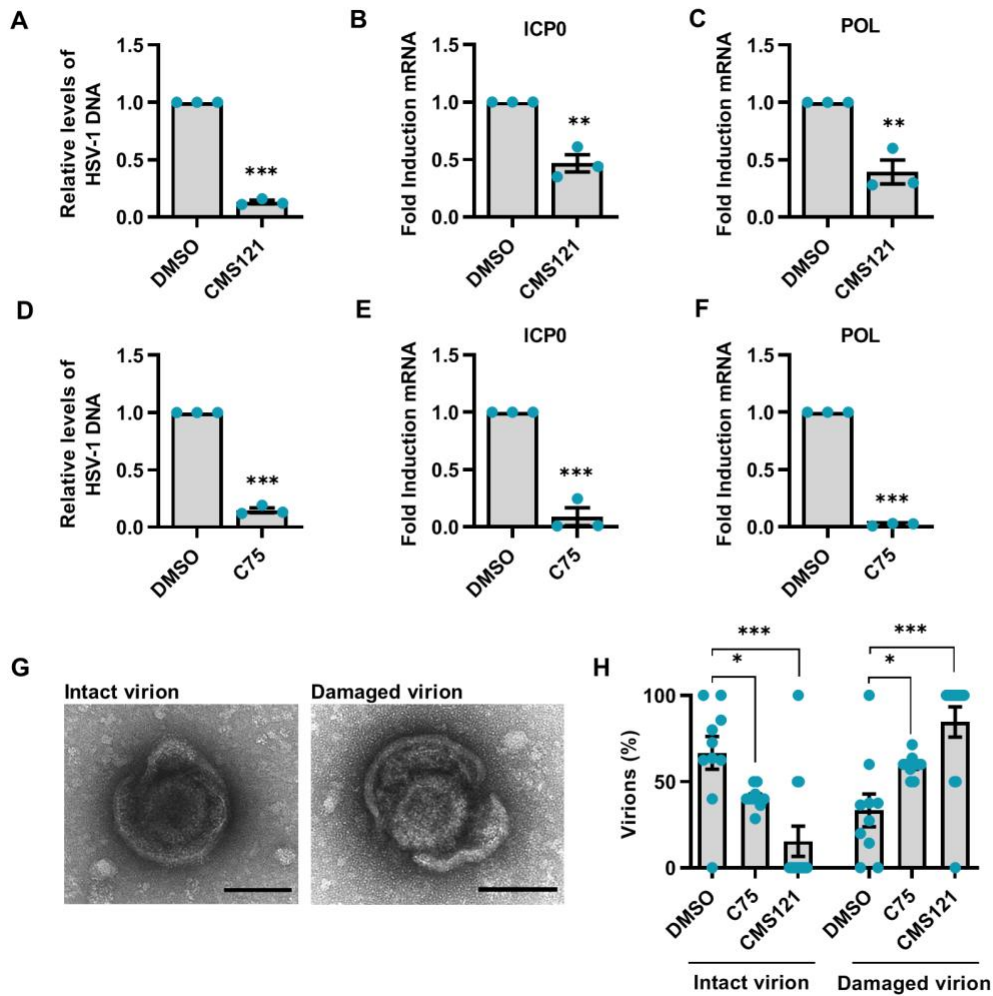 A
Relative levels of
HSV-1 DNA
1.5
1.0
0.5
0.0
***
DMSO
CMS121
B
ICP0
Fold Induction mRNA
1.5
1.0
0.5
0.0
**
DMSO
CMS121
C
POL
Fold Induction mRNA
1.5
1.0
0.5
0.0
**
DMSO
CMS121
D
Relative levels of
HSV-1 DNA
1.5
1.0
0.5
0.0
***
DMSO
C75
E
ICP0
Fold Induction mRNA
1.5
1.0
0.5
0.0
***
DMSO
C75
F
POL
Fold Induction mRNA
1.5
1.0
0.5
0.0
***
DMSO
C75
G
Intact virion
Damaged virion
H
Virions (%)
100
50
0
***
*
***
*
DMSO
C75
CMS121
DMSO
C75
CMS121
Intact virion
Damaged virion